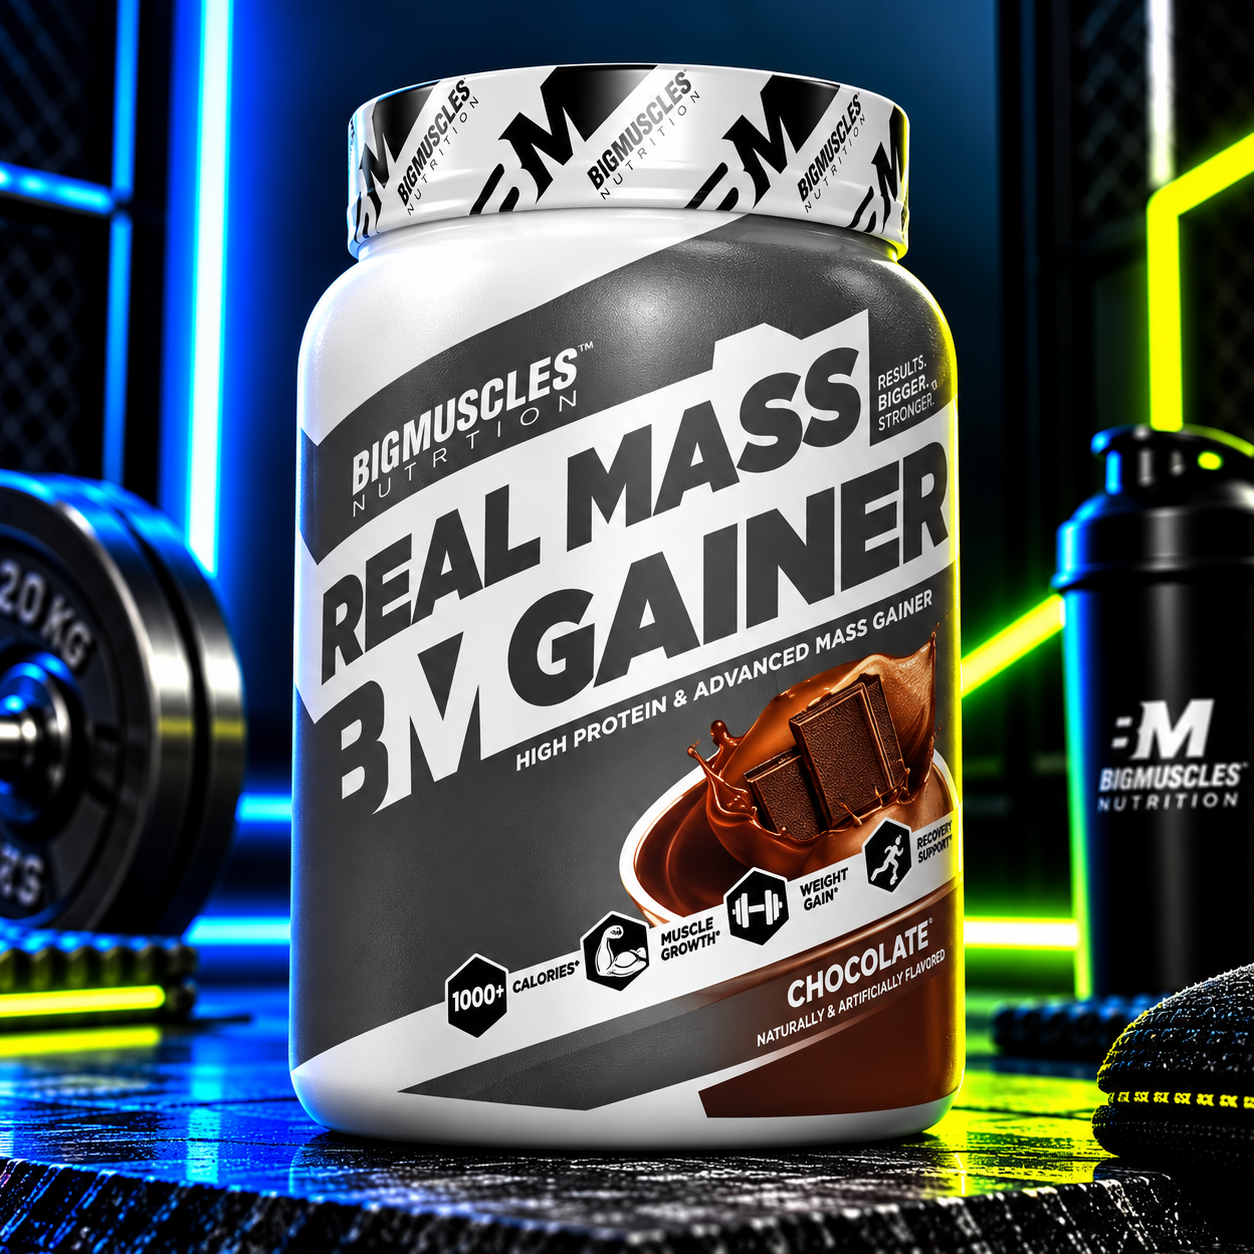 BM BIGMUSCLES
NUTRITION
BM BIGMUSCLES
NUTRITION
BM BIGMUSCLES
NUTRITION
BM
BIGMUSCLES™
NUTRITION
REAL MASS
GAINER
BM
RESULTS.
BIGGER.
STRONGER.
HIGH PROTEIN & ADVANCED MASS GAINER
1000+
CALORIES*
MUSCLE
GROWTH*
WEIGHT
GAIN*
RECOVERY
SUPPORT*
CHOCOLATE
NATURALLY & ARTIFICIALLY FLAVORED
20 KG
BM
BIGMUSCLES
NUTRITION